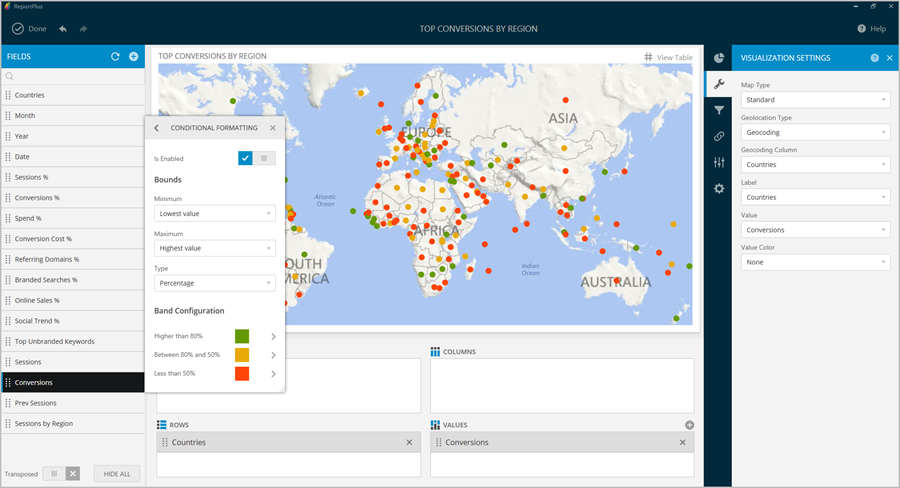 ReportPlus
Done
TOP CONVERSIONS BY REGION
Help
FIELDS
Countries
Month
Year
Date
Sessions %
Conversions %
Spend %
Conversion Cost %
Referring Domains %
Branded Searches %
Online Sales %
Social Trend %
Top Unbranded Keywords
Sessions
Conversions
Prev Sessions
Sessions by Region
Transposed
HIDE ALL
CONDITIONAL FORMATTING
Is Enabled
Bounds
Minimum
Lowest value
Maximum
Highest value
Type
Percentage
Band Configuration
Higher than 80%
Between 80% and 50%
Less than 50%
TOP CONVERSIONS BY REGION
View Table
EUROPE
ASIA
Atlantic
Ocean
AFRICA
OUTH
MERICA
Indian
Ocean
AUSTRALIA
COLUMNS
ROWS
Countries
VALUES
Conversions
VISUALIZATION SETTINGS
Map Type
Standard
Geolocation Type
Geocoding
Geocoding Column
Countries
Label
Countries
Value
Conversions
Value Color
None